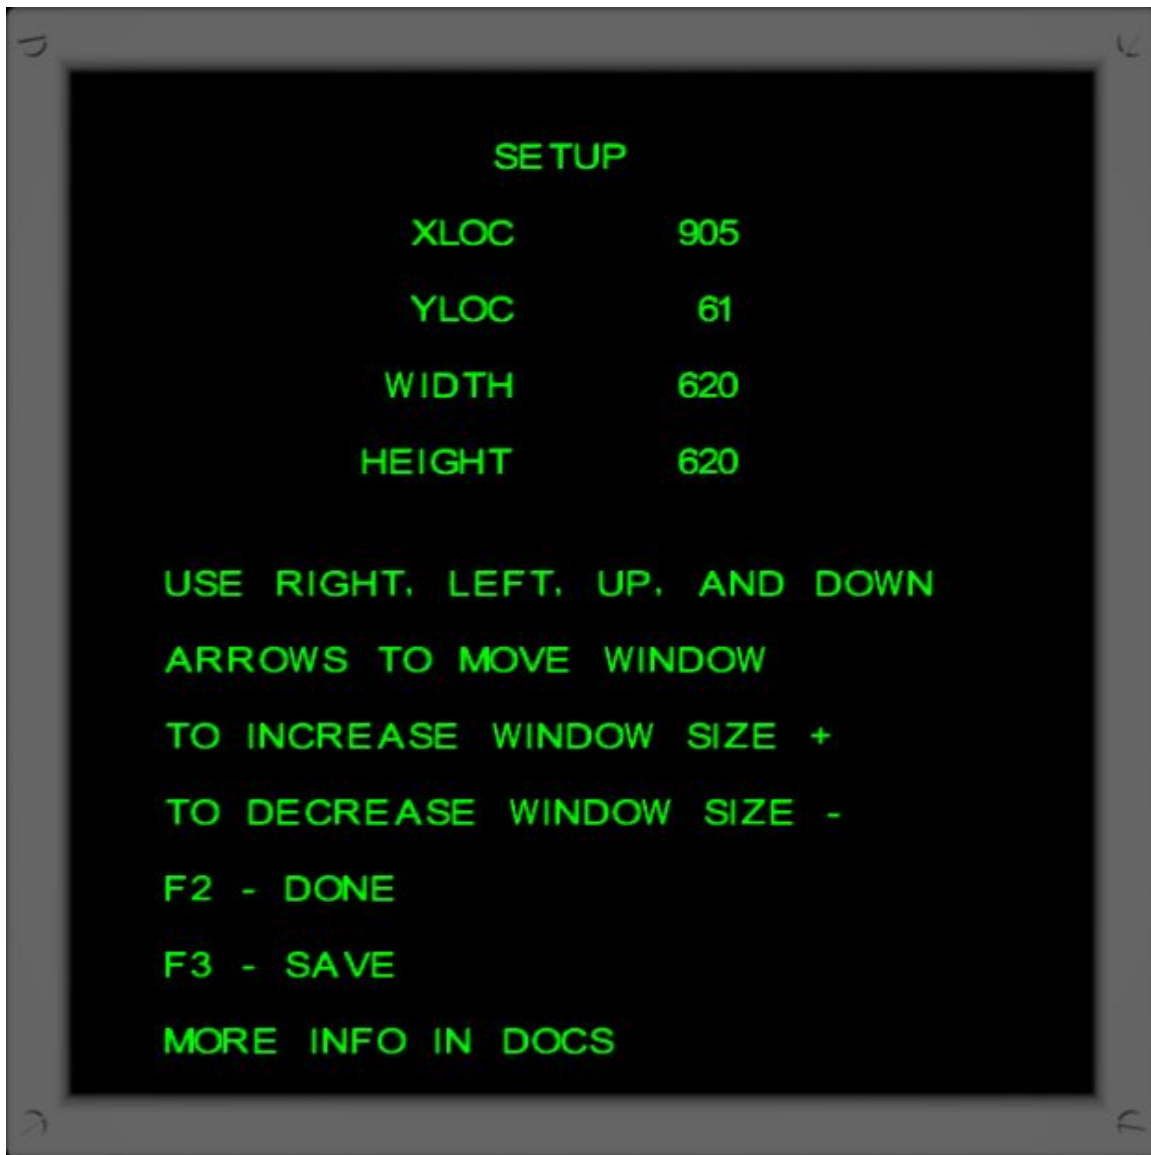 SETUP
XLOC 905
YLOC 61
WIDTH 620
HEIGHT 620
USE RIGHT, LEFT, UP, AND DOWN
ARROWS TO MOVE WINDOW
TO INCREASE WINDOW SIZE +
TO DECREASE WINDOW SIZE -
F2 - DONE
F3 - SAVE
MORE INFO IN DOCS